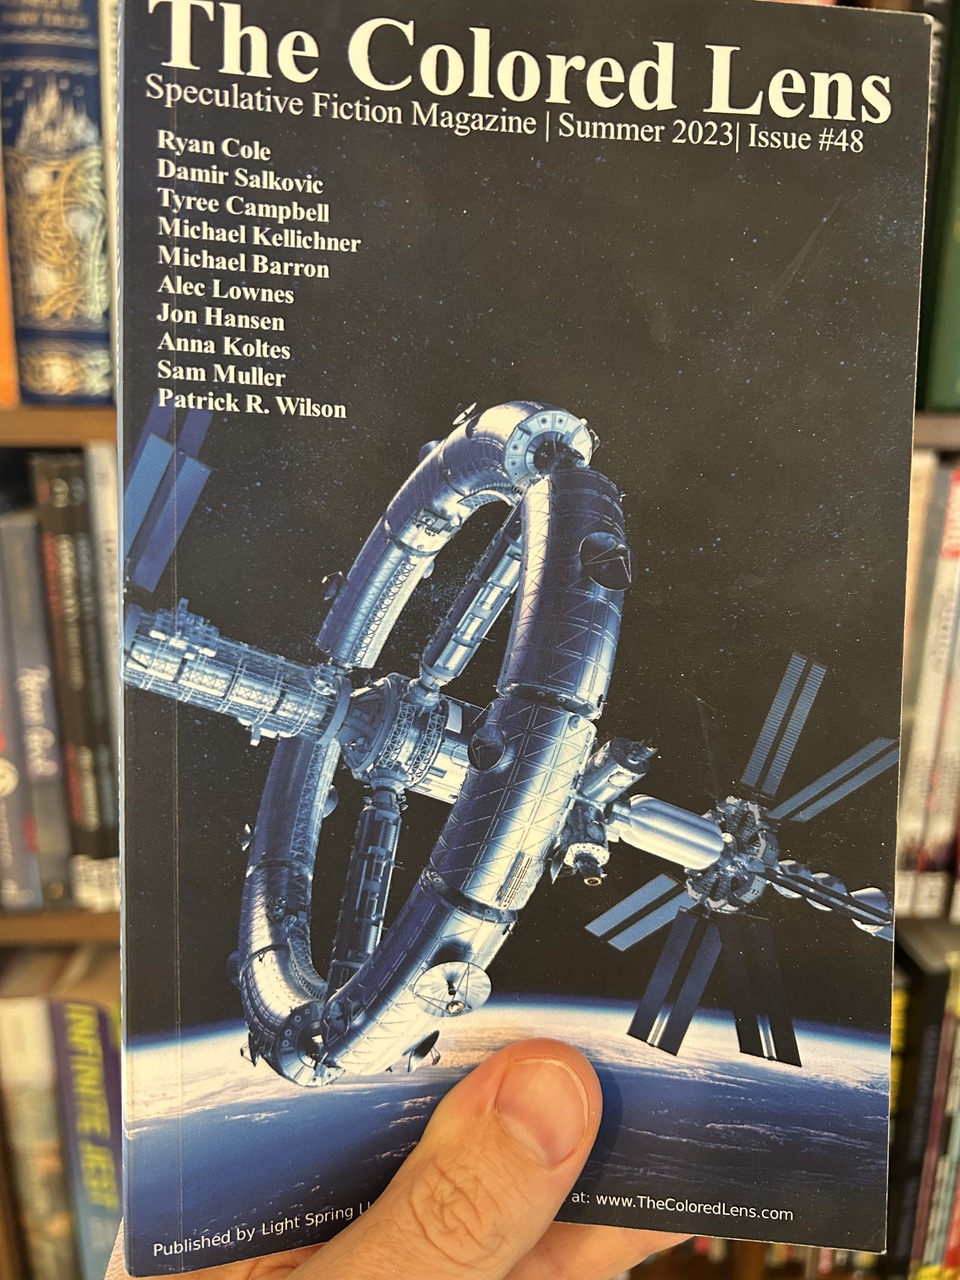 The Colored Lens
Speculative Fiction Magazine | Summer 2023| Issue #48
Ryan Cole
Damir Salkovic
Tyree Campbell
Michael Kellichner
Michael Barron
Alec Lownes
Jon Hansen
Anna Koltes
Sam Muller
Patrick R. Wilson
Published by Light Spring
at: www.TheColoredLens.com
INFINITE JEST